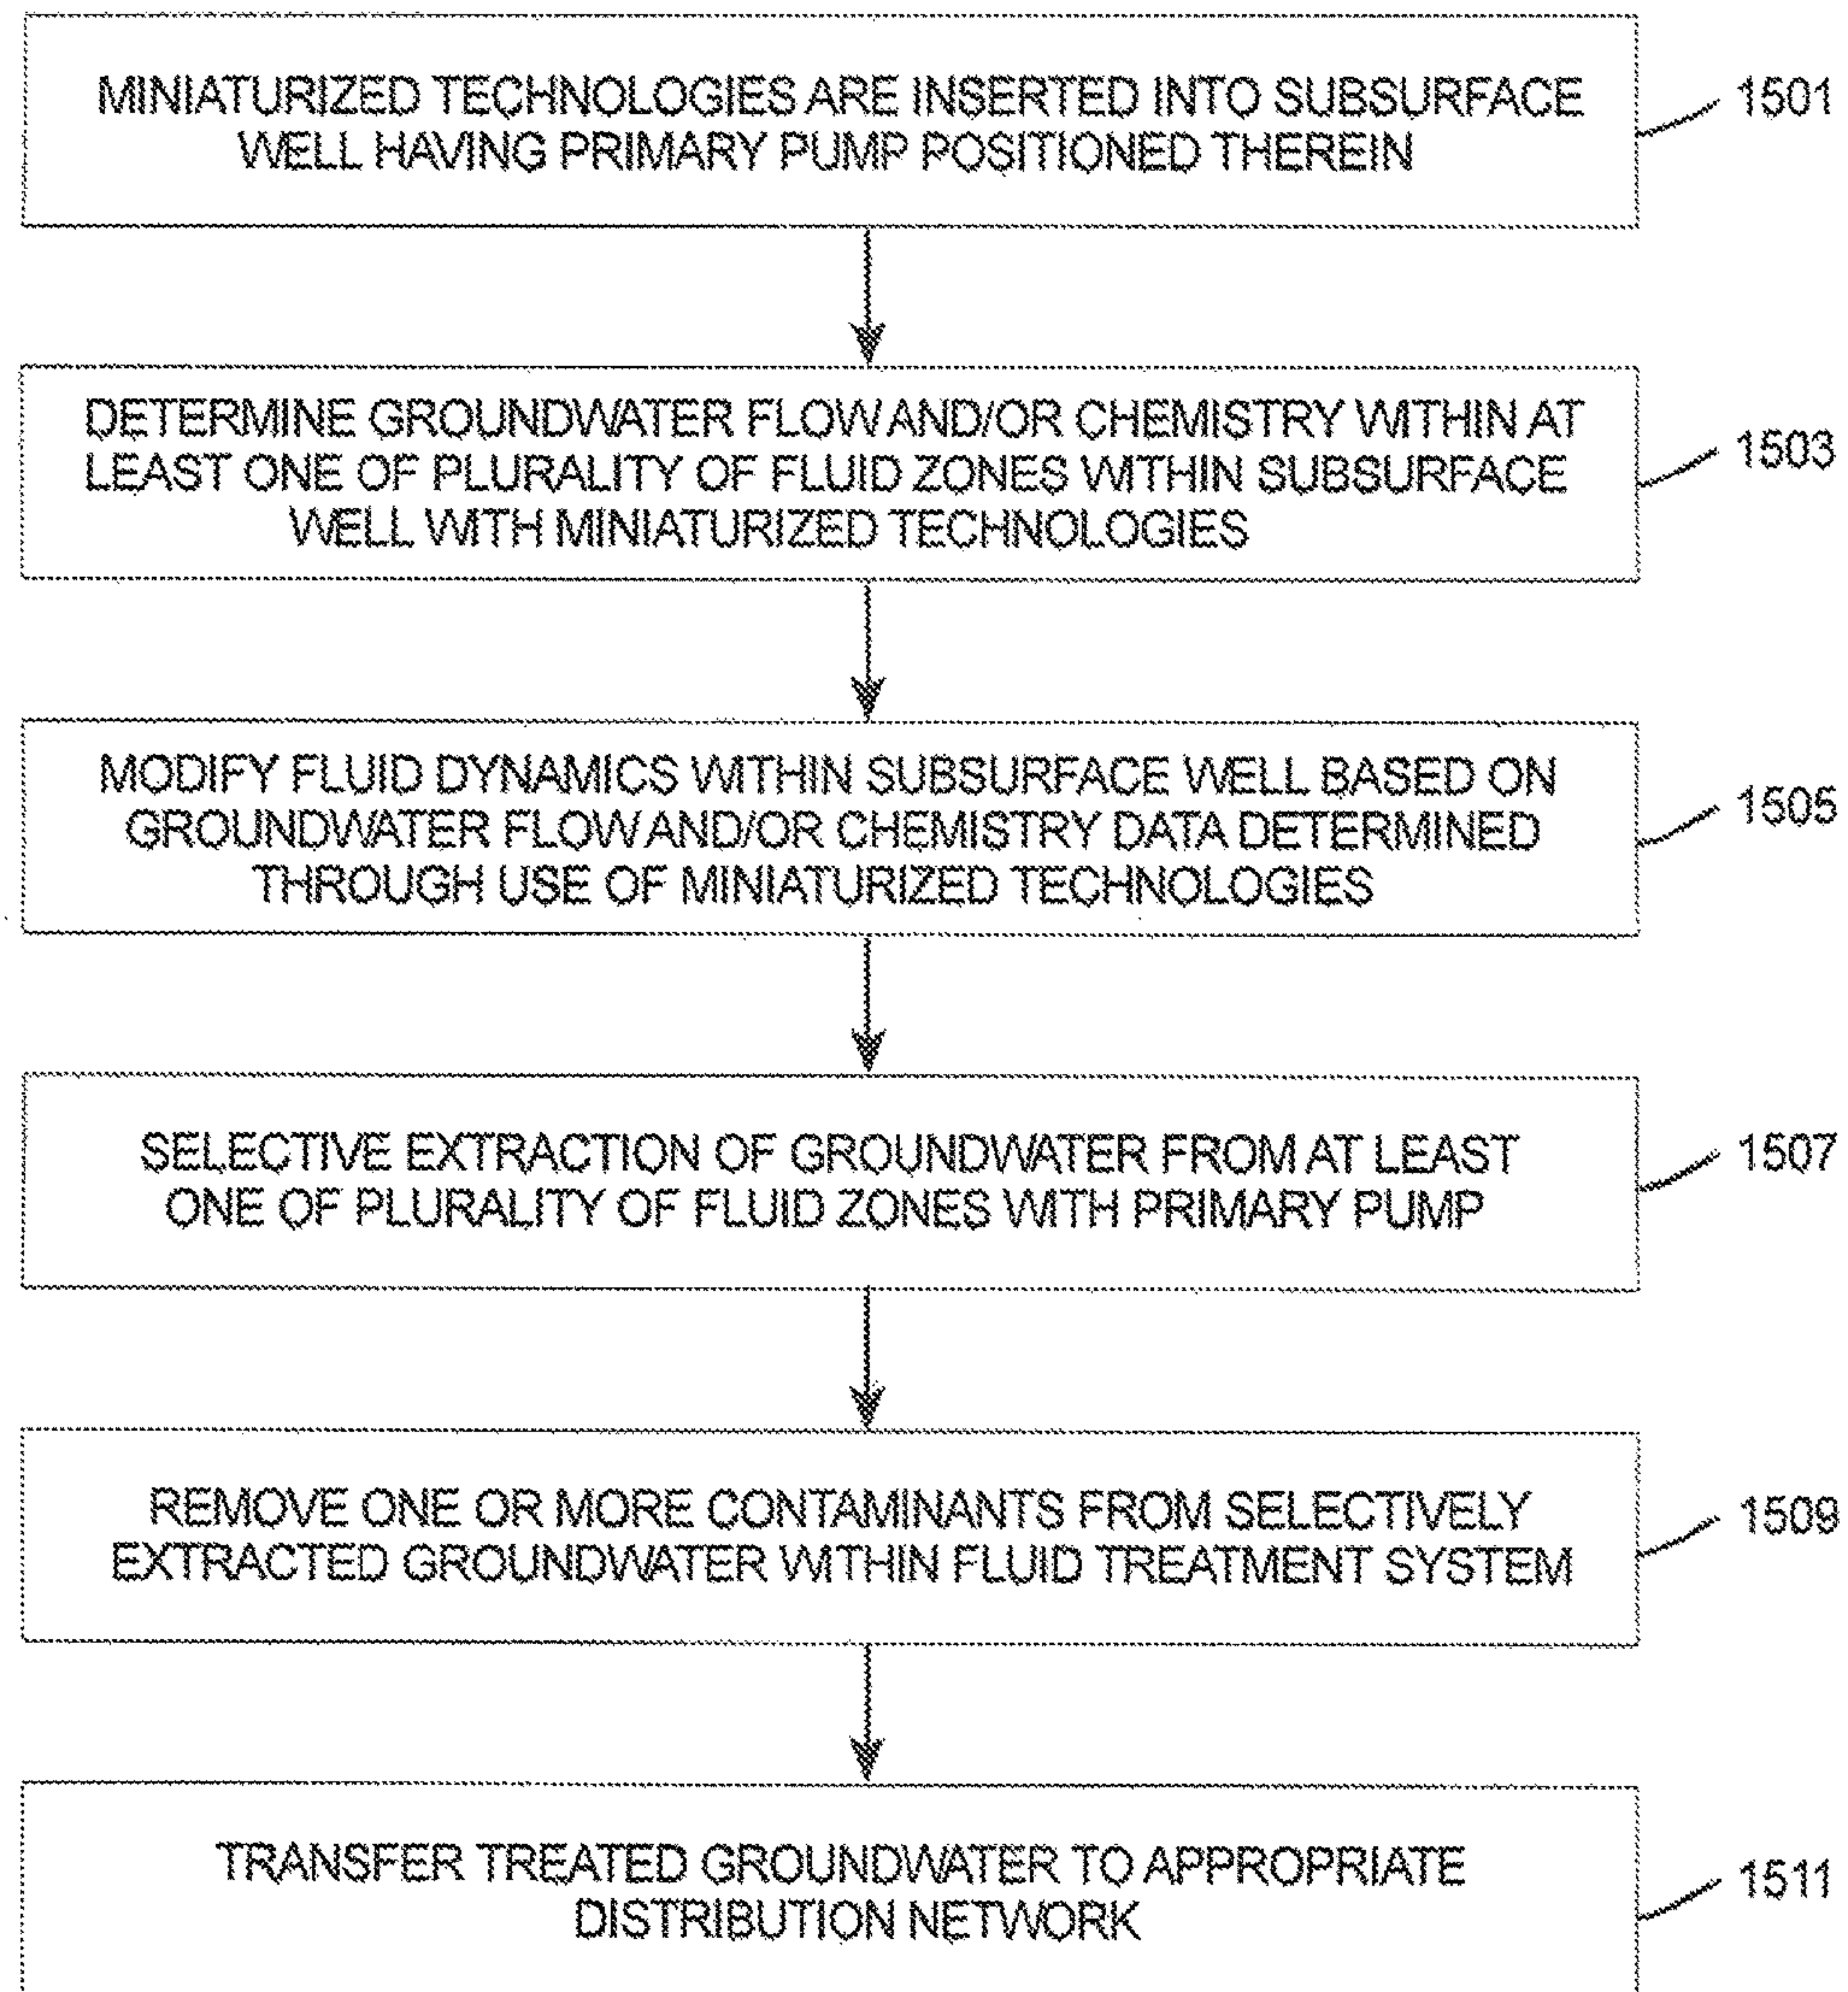 MINIATURIZED TECHNOLOGIES ARE INSERTED INTO SUBSURFACE
WELL HAVING PRIMARY PUMP POSITIONED THEREIN
1501
DETERMINE GROUNDWATER FLOW AND/OR CHEMISTRY WITHIN AT
LEAST ONE OF PLURALITY OF FLUID ZONES WITHIN SUBSURFACE
WELL WITH MINIATURIZED TECHNOLOGIES
1503
MODIFY FLUID DYNAMICS WITHIN SUBSURFACE WELL BASED ON
GROUNDWATER FLOW AND/OR CHEMISTRY DATA DETERMINED
THROUGH USE OF MINIATURIZED TECHNOLOGIES
1505
SELECTIVE EXTRACTION OF GROUNDWATER FROM AT LEAST
ONE OF PLURALITY OF FLUID ZONES WITH PRIMARY PUMP
1507
REMOVE ONE OR MORE CONTAMINANTS FROM SELECTIVELY
EXTRACTED GROUNDWATER WITHIN FLUID TREATMENT SYSTEM
1509
TRANSFER TREATED GROUNDWATER TO APPROPRIATE
DISTRIBUTION NETWORK
1511